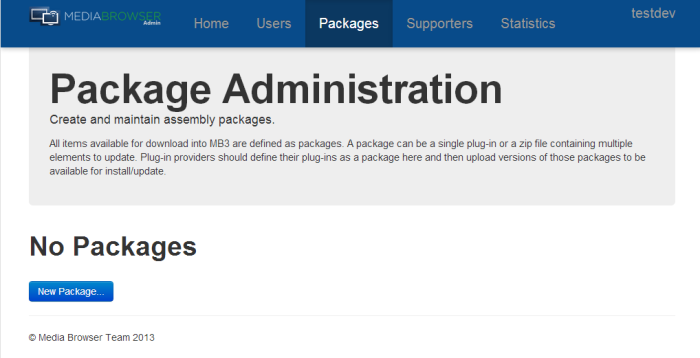 MEDIABROWSER
Admin
Home Users Packages Supporters Statistics testdev
Package Administration
Create and maintain assembly packages.
All items available for download into MB3 are defined as packages. A package can be a single plug-in or a zip file containing multiple
elements to update. Plug-in providers should define their plug-ins as a package here and then upload versions of those packages to be
available for install/update.
No Packages
New Package...
© Media Browser Team 2013